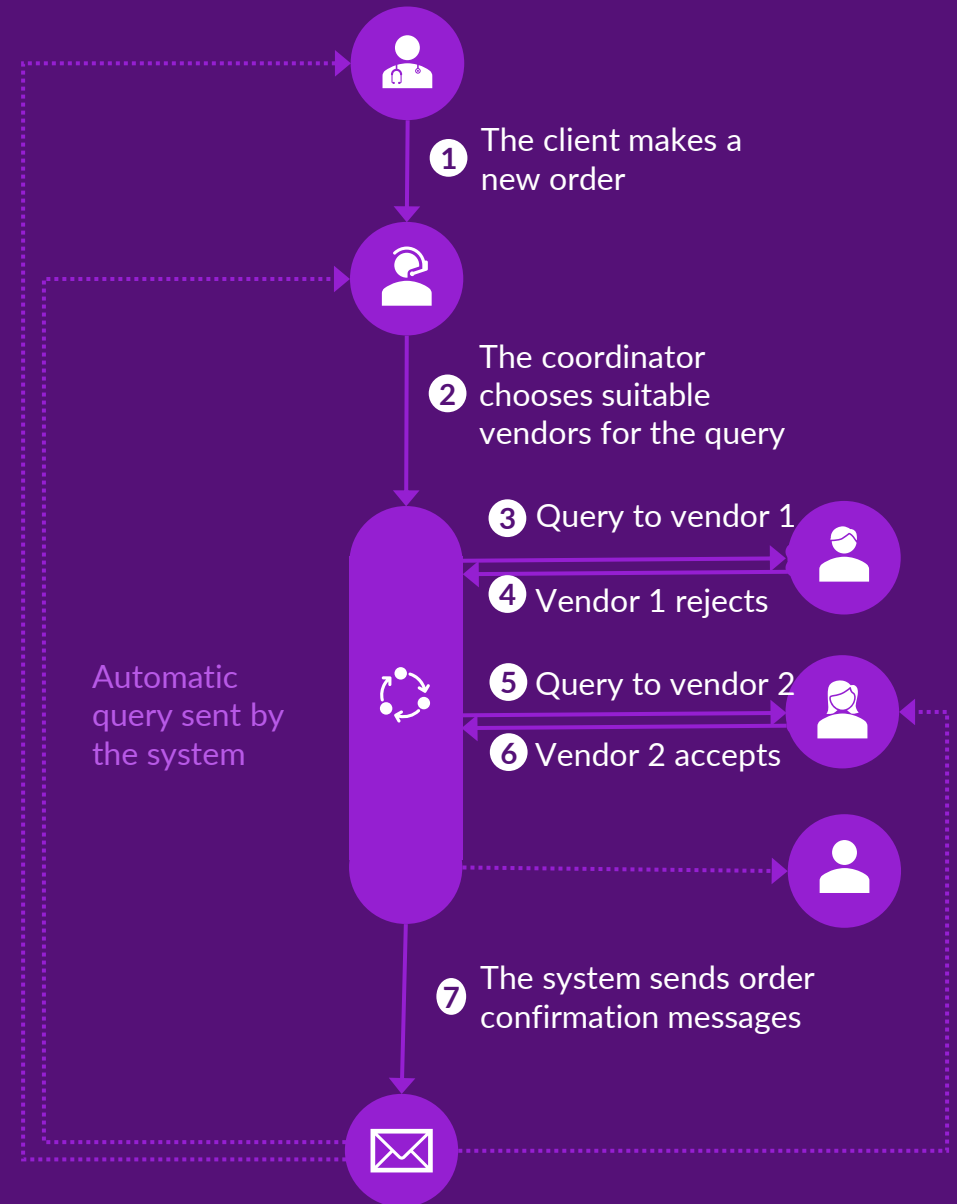 1 The client makes a
new order
2 The coordinator
chooses suitable
vendors for the query
3 Query to vendor 1
4 Vendor 1 rejects
Automatic
query sent by
the system
5 Query to vendor 2
6 Vendor 2 accepts
7 The system sends order
confirmation messages